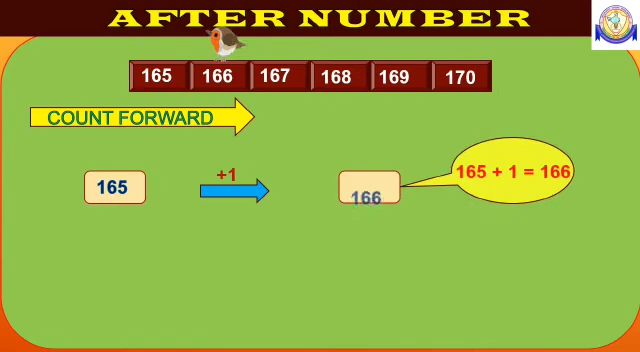 AFTER NUMBER
165 166 167 168 169 170
COUNT FORWARD
165
+1
166
165 + 1 = 166